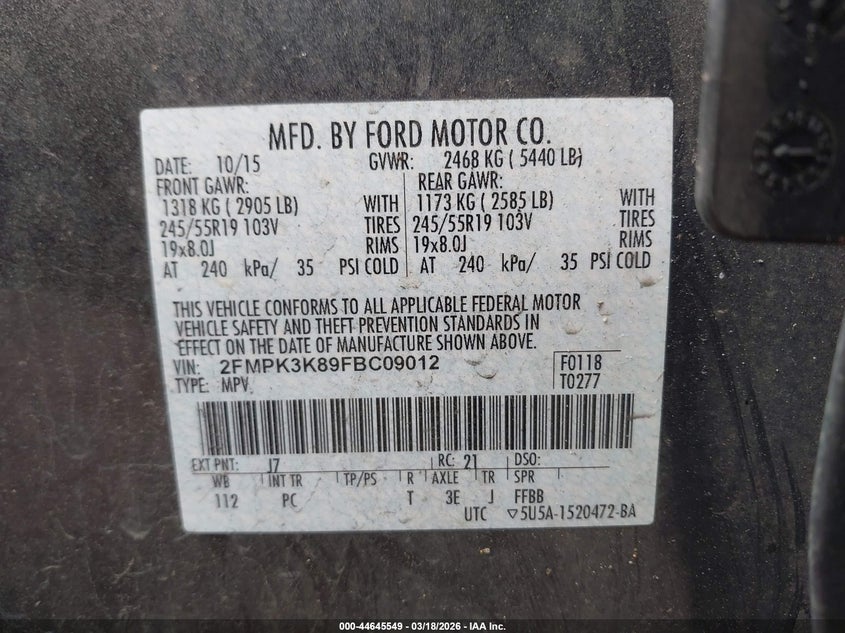 MFD. BY FORD MOTOR CO.
DATE: 10/15 GVWR: 2468 KG ( 5440 LB)
FRONT GAWR: REAR GAWR:
1318 KG ( 2905 LB) WITH 1173 KG ( 2585 LB) WITH
245/55R19 103V TIRES 245/55R19 103V TIRES
19x8.0J RIMS 19x8.0J RIMS
AT 240 kPa/ 35 PSI COLD AT 240 kPa/ 35 PSI COLD
THIS VEHICLE CONFORMS TO ALL APPLICABLE FEDERAL MOTOR
VEHICLE SAFETY AND THEFT PREVENTION STANDARDS IN
EFFECT ON THE DATE OF MANUFACTURE SHOWN ABOVE.
VIN: 2FMPK3K89FBC09012 F0118
TYPE: MPV T0277
EXT PNT: J7 RC: 21 DSO:
WB INT TR TP/PS R AXLE TR SPR
112 PC T 3E J FFBB
UTC ▽5U5A-1520472-BA
000-44645549 - 03/18/2026 - IAA Inc.